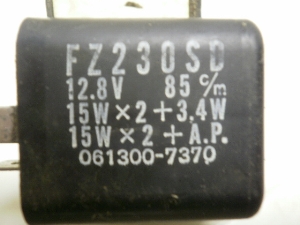 FZ230SD
12.8V 85 c/m
15W×2+3.4W
15W×2+A.P.
061300-7370